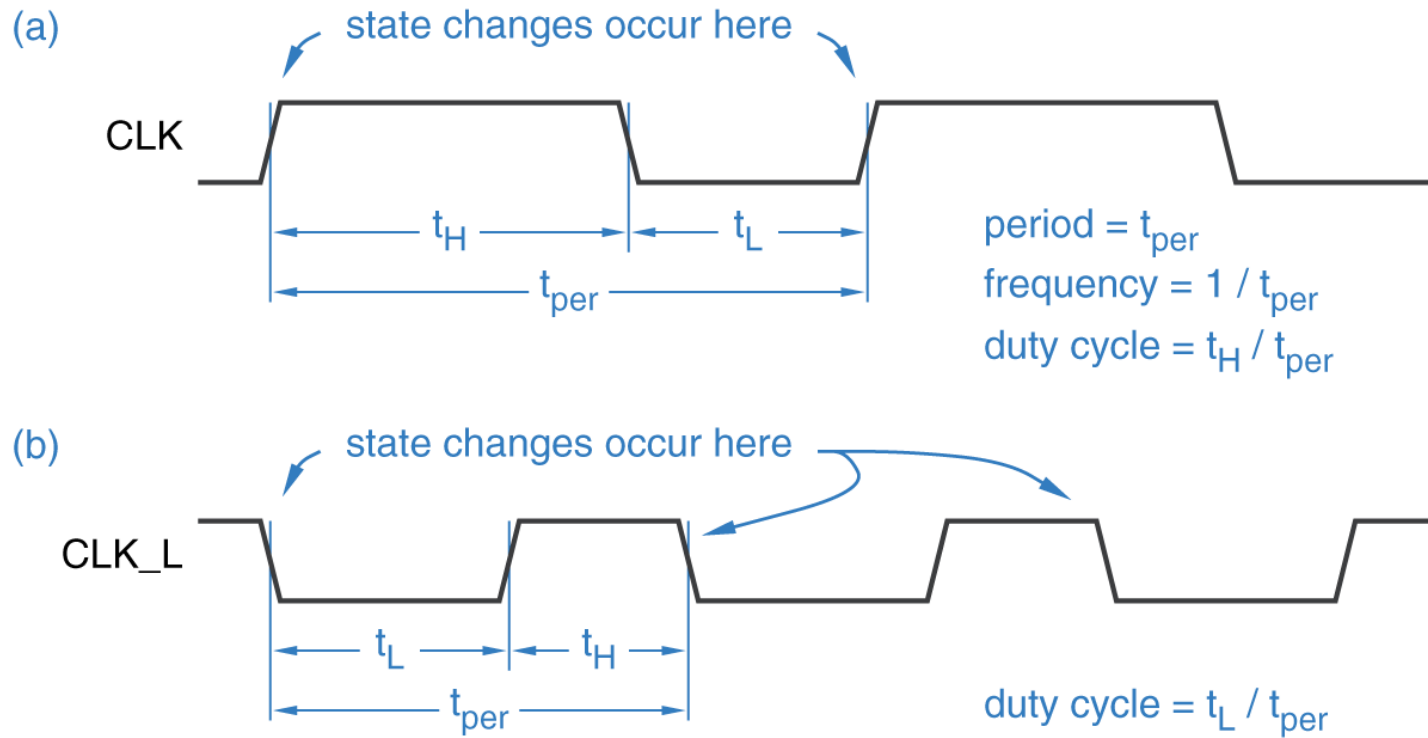 (a) state changes occur here
CLK
tH tL
tper
period = tper
frequency = 1 / tper
duty cycle = tH / tper
(b) state changes occur here
CLK_L
tL tH
tper
duty cycle = tL / tper